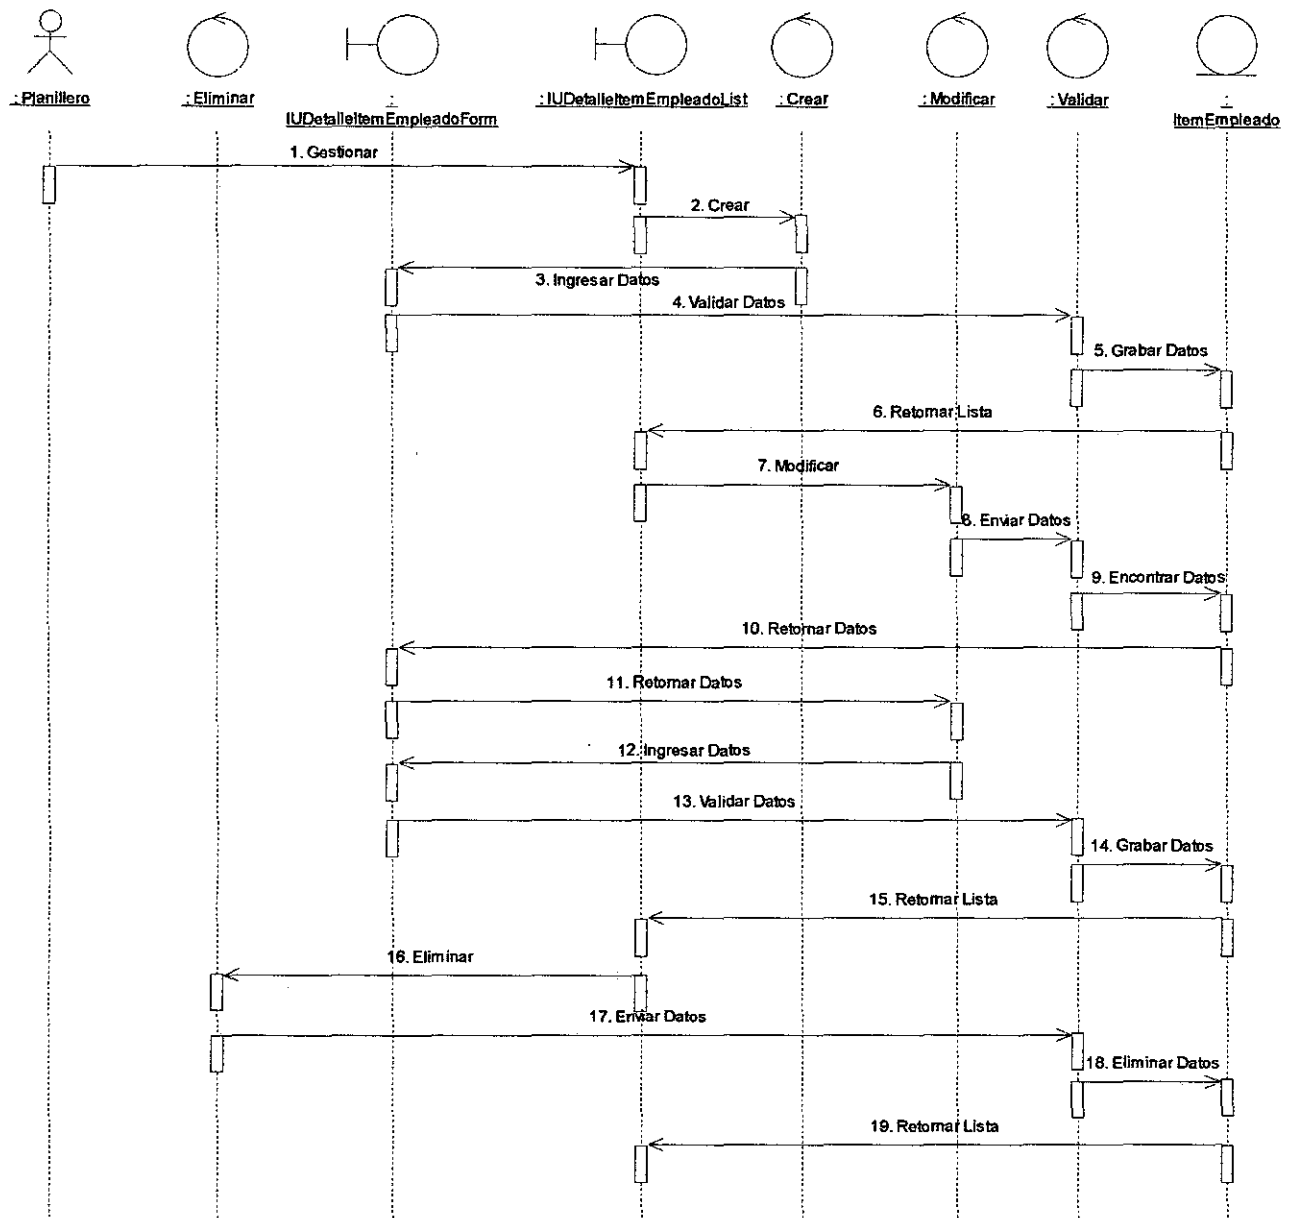 : Planillero
: Eliminar
:
IUDetalleItemEmpleadoForm
: IUDetalleItemEmpleadoList
: Crear
: Modificar
: Validar
:
ItemEmpleado
1. Gestionar
2. Crear
3. Ingresar Datos
4. Validar Datos
5. Grabar Datos
6. Retornar Lista
7. Modificar
8. Enviar Datos
9. Encontrar Datos
10. Retornar Datos
11. Retornar Datos
12. Ingresar Datos
13. Validar Datos
14. Grabar Datos
15. Retornar Lista
16. Eliminar
17. Enviar Datos
18. Eliminar Datos
19. Retornar Lista